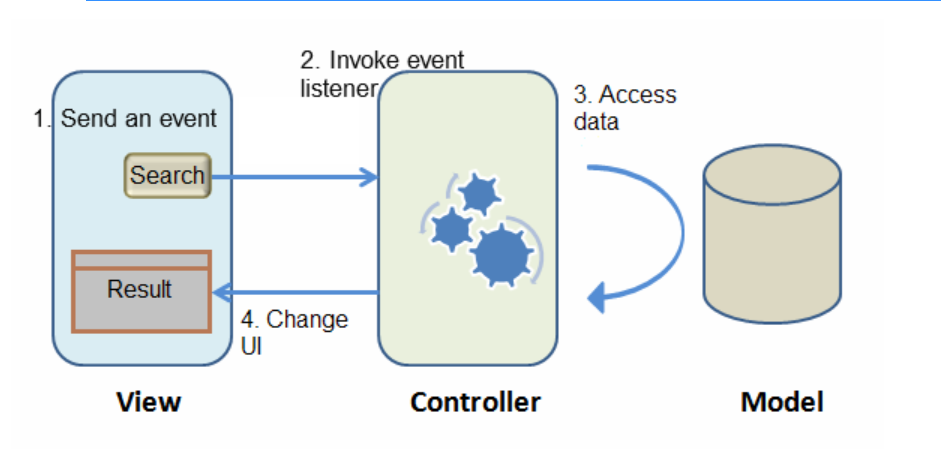 2. Invoke event
listener
3. Access
data
1. Send an event
Search
Result
4. Change
UI
View
Controller
Model